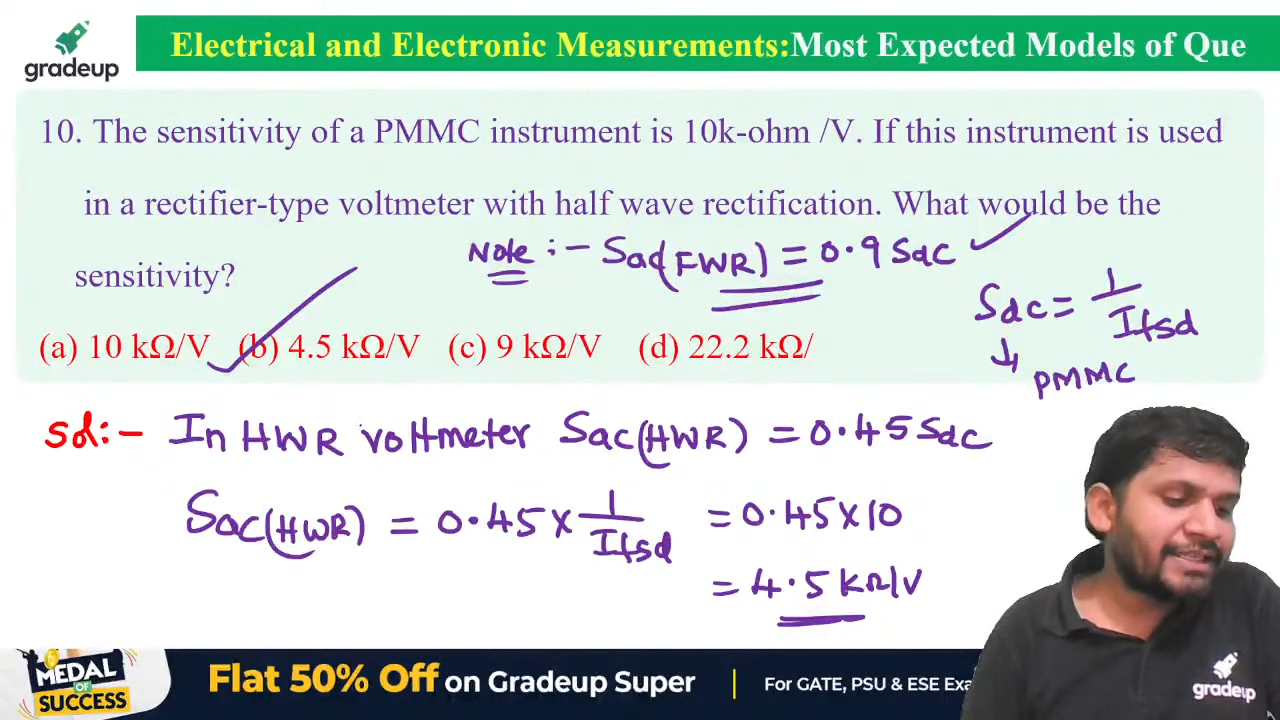 gradeup
Electrical and Electronic Measurements:Most Expected Models of Que
10. The sensitivity of a PMMC instrument is 10k-ohm /V. If this instrument is used
in a rectifier-type voltmeter with half wave rectification. What would be the
sensitivity?
Note :- Sac(FWR) = 0.9 Sdc
Sdc = 1/Ifsd
PMMC
(a) 10 kΩ/V (b) 4.5 kΩ/V (c) 9 kΩ/V (d) 22.2 kΩ/
Sol:- In HWR voltmeter Sac(HWR) = 0.45 Sdc
Sac(HWR) = 0.45 × 1/Ifsd = 0.45 × 10
= 4.5 kΩ/V
gradeup
MEDAL
OF
SUCCESS
Flat 50% Off on Gradeup Super
For GATE, PSU & ESE Exa